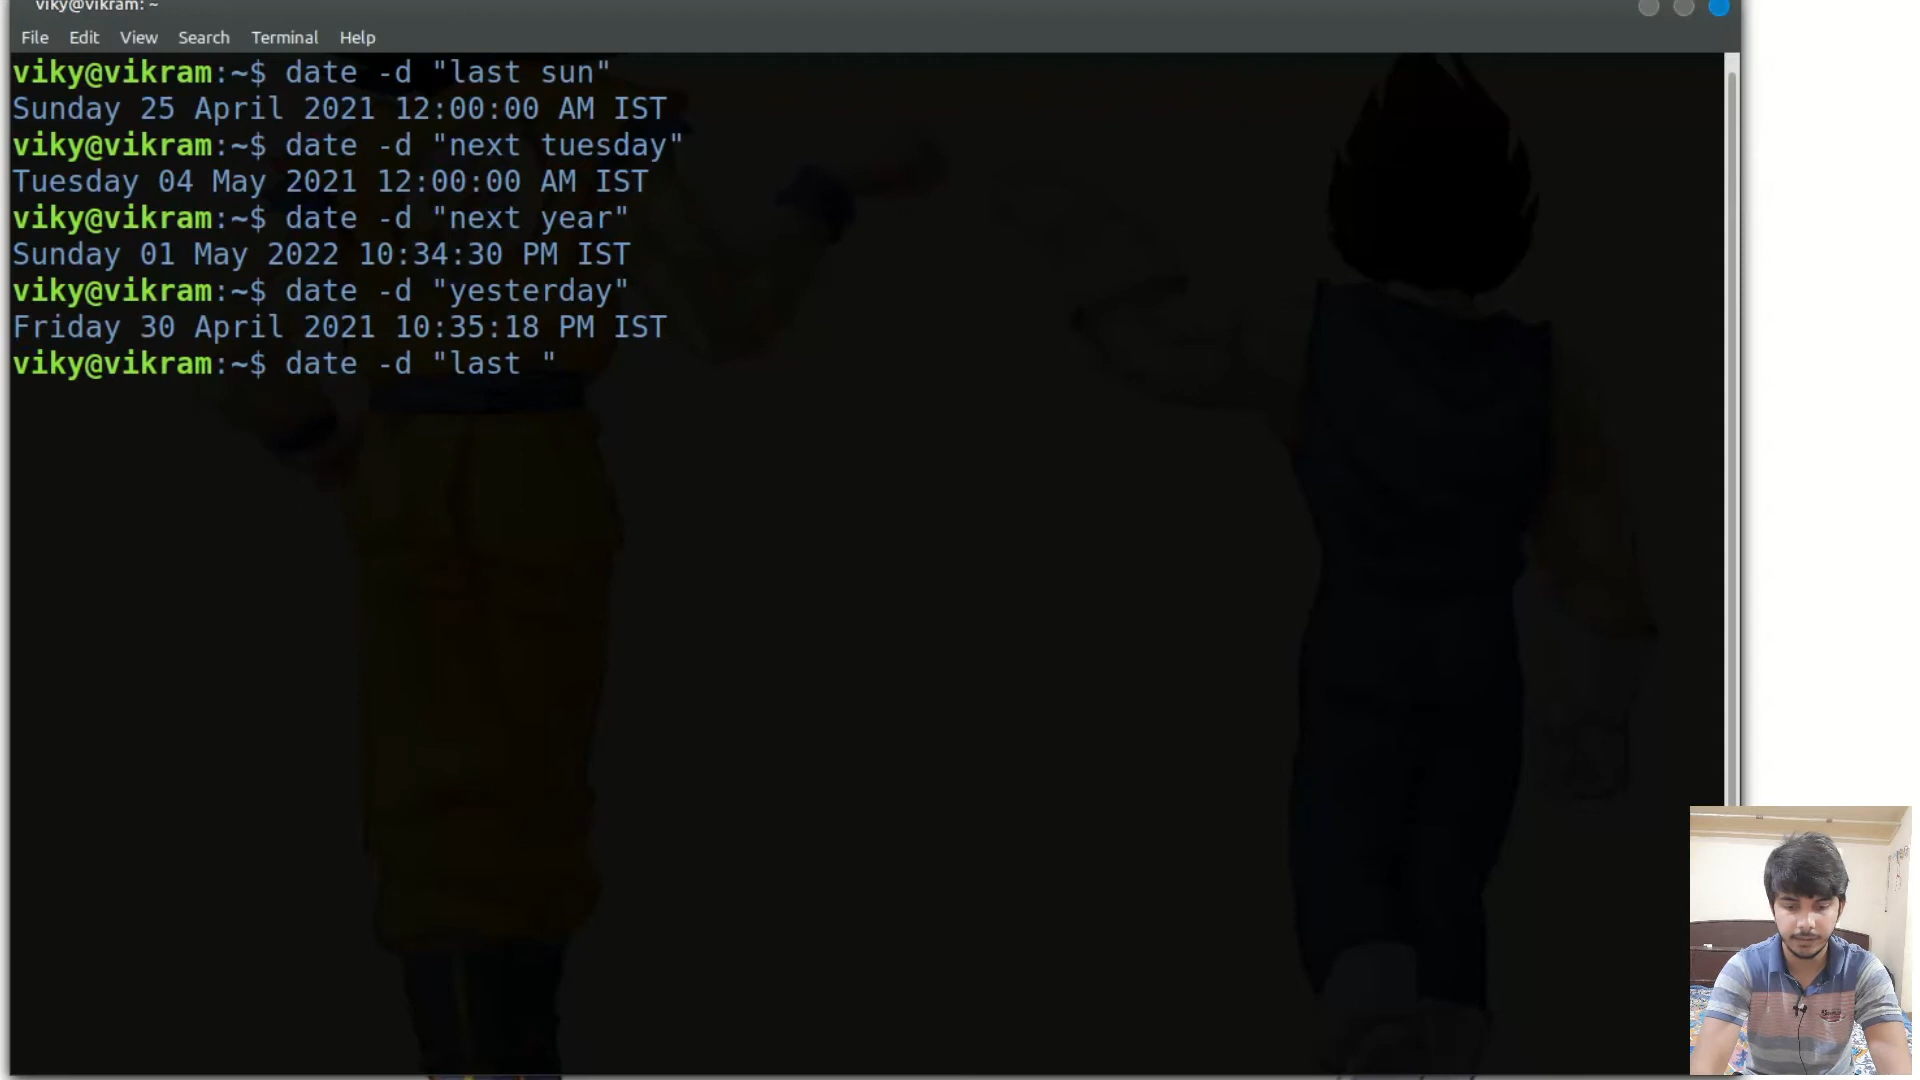 viky@vikram: ~
File Edit View Search Terminal Help
viky@vikram:~$ date -d "last sun"
Sunday 25 April 2021 12:00:00 AM IST
viky@vikram:~$ date -d "next tuesday"
Tuesday 04 May 2021 12:00:00 AM IST
viky@vikram:~$ date -d "next year"
Sunday 01 May 2022 10:34:30 PM IST
viky@vikram:~$ date -d "yesterday"
Friday 30 April 2021 10:35:18 PM IST
viky@vikram:~$ date -d "last "